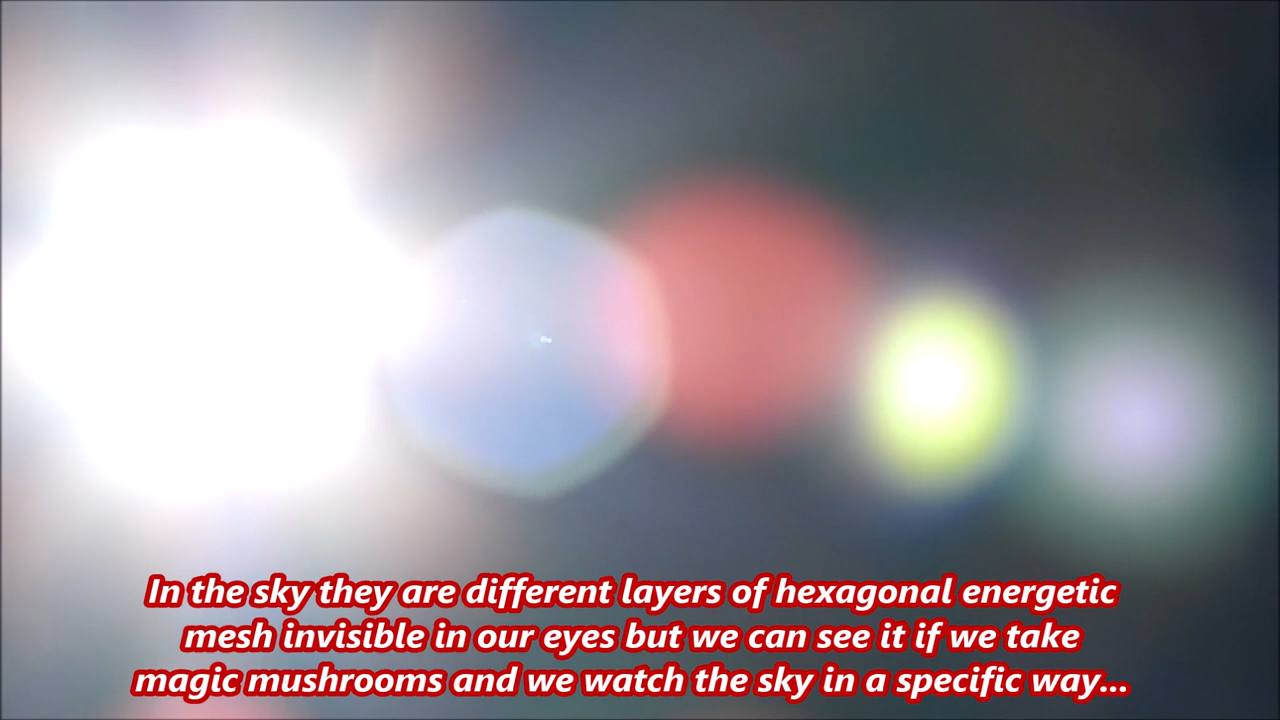 In the sky they are different layers of hexagonal energetic
mesh invisible in our eyes but we can see it if we take
magic mushrooms and we watch the sky in a specific way...